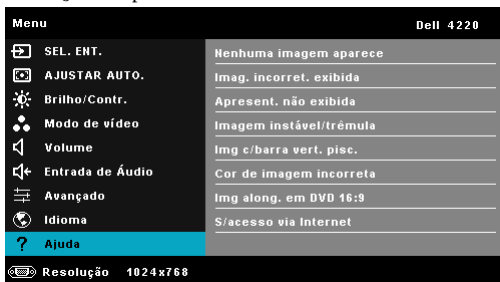 Menu Dell 4220
SEL. ENT.
AJUSTAR AUTO.
Brilho/Contr.
Modo de vídeo
Volume
Entrada de Áudio
Avançado
Idioma
Ajuda
Nenhuma imagem aparece
Imag. incorret. exibida
Apresent. não exibida
Imagem instável/trêmula
Img c/barra vert. pisc.
Cor de imagem incorreta
Img along. em DVD 16:9
S/acesso via Internet
Resolução 1024x768